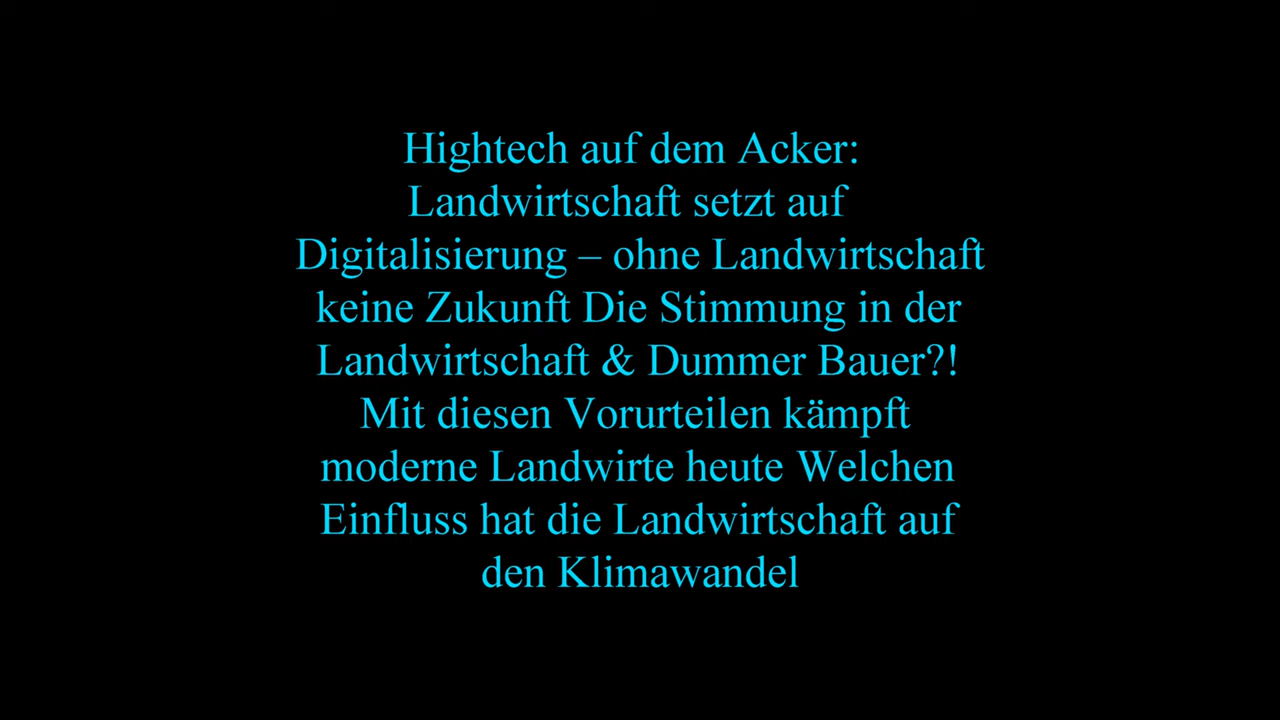 Hightech auf dem Acker:
Landwirtschaft setzt auf
Digitalisierung – ohne Landwirtschaft
keine Zukunft Die Stimmung in der
Landwirtschaft & Dummer Bauer?!
Mit diesen Vorurteilen kämpft
moderne Landwirte heute Welchen
Einfluss hat die Landwirtschaft auf
den Klimawandel